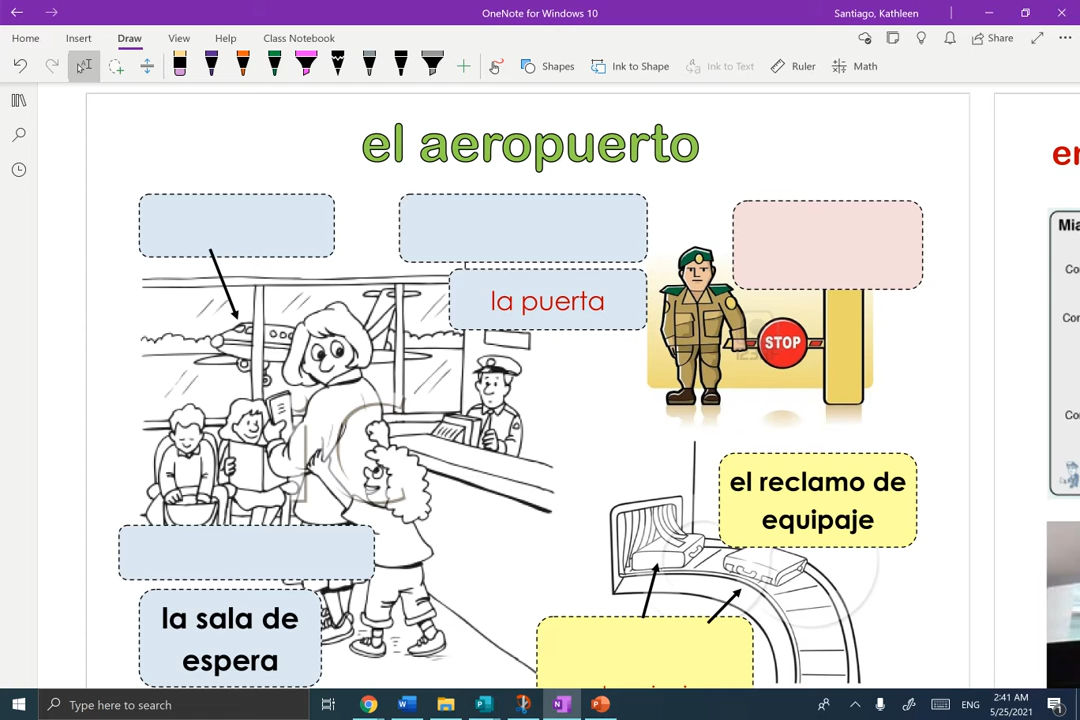 OneNote for Windows 10
Santiago, Kathleen
Home
Insert
Draw
View
Help
Class Notebook
Share
Shapes
Ink to Shape
Ink to Text
Ruler
Math
el aeropuerto
la puerta
STOP
el reclamo de
equipaje
la sala de
espera
Mia
Type here to search
ENG
2:41 AM
5/25/2021